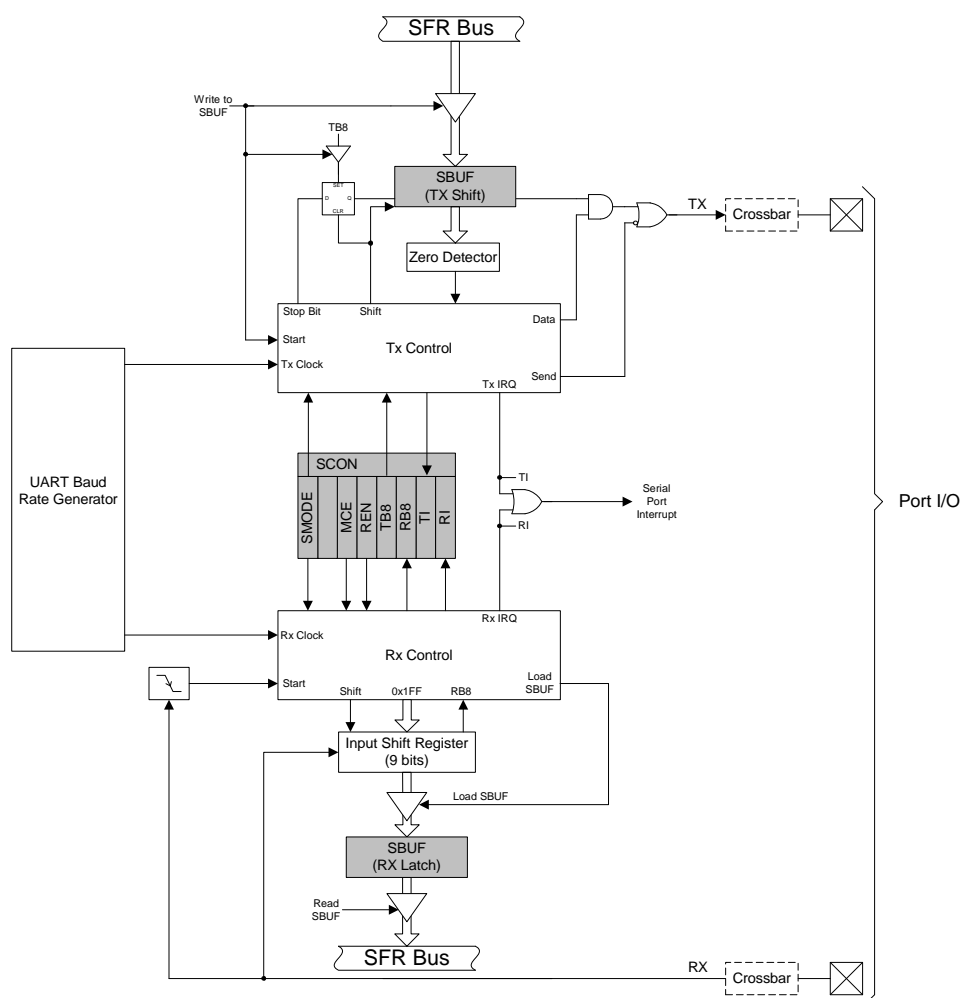 SFR Bus
Write to
SBUF
TB8
SET
D Q
CLR
SBUF
(TX Shift)
TX
Crossbar
Zero Detector
Stop Bit
Shift
Data
Start
Tx Control
Tx Clock
Send
Tx IRQ
UART Baud
Rate Generator
SCON
SMODE
MCE
REN
TB8
RB8
TI
RI
TI
RI
Serial
Port
Interrupt
Port I/O
Rx IRQ
Rx Clock
Rx Control
Start
Load
SBUF
Shift
0x1FF
RB8
Input Shift Register
(9 bits)
Load SBUF
SBUF
(RX Latch)
Read
SBUF
SFR Bus
RX
Crossbar